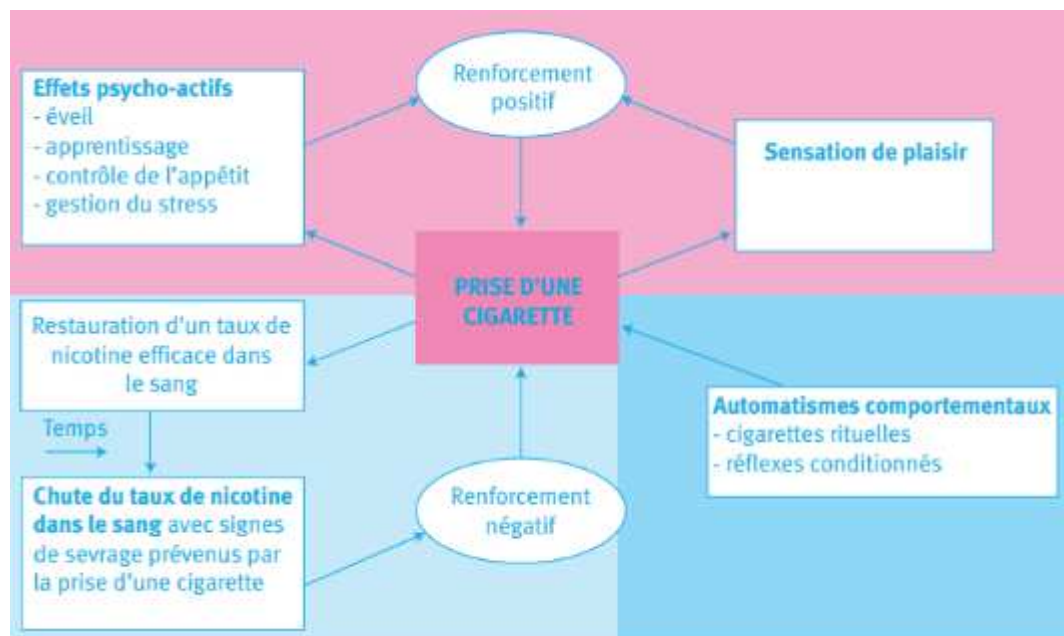 Renforcement
positif
Effets psycho-actifs
- éveil
- apprentissage
- contrôle de l'appétit
- gestion du stress
Sensation de plaisir
PRISE D'UNE
CIGARETTE
Restauration d'un taux de
nicotine efficace dans
le sang
Temps
Automatismes comportementaux
- cigarettes rituelles
- réflexes conditionnés
Chute du taux de nicotine
dans le sang avec signes
de sevrage prévenus par
la prise d'une cigarette
Renforcement
négatif